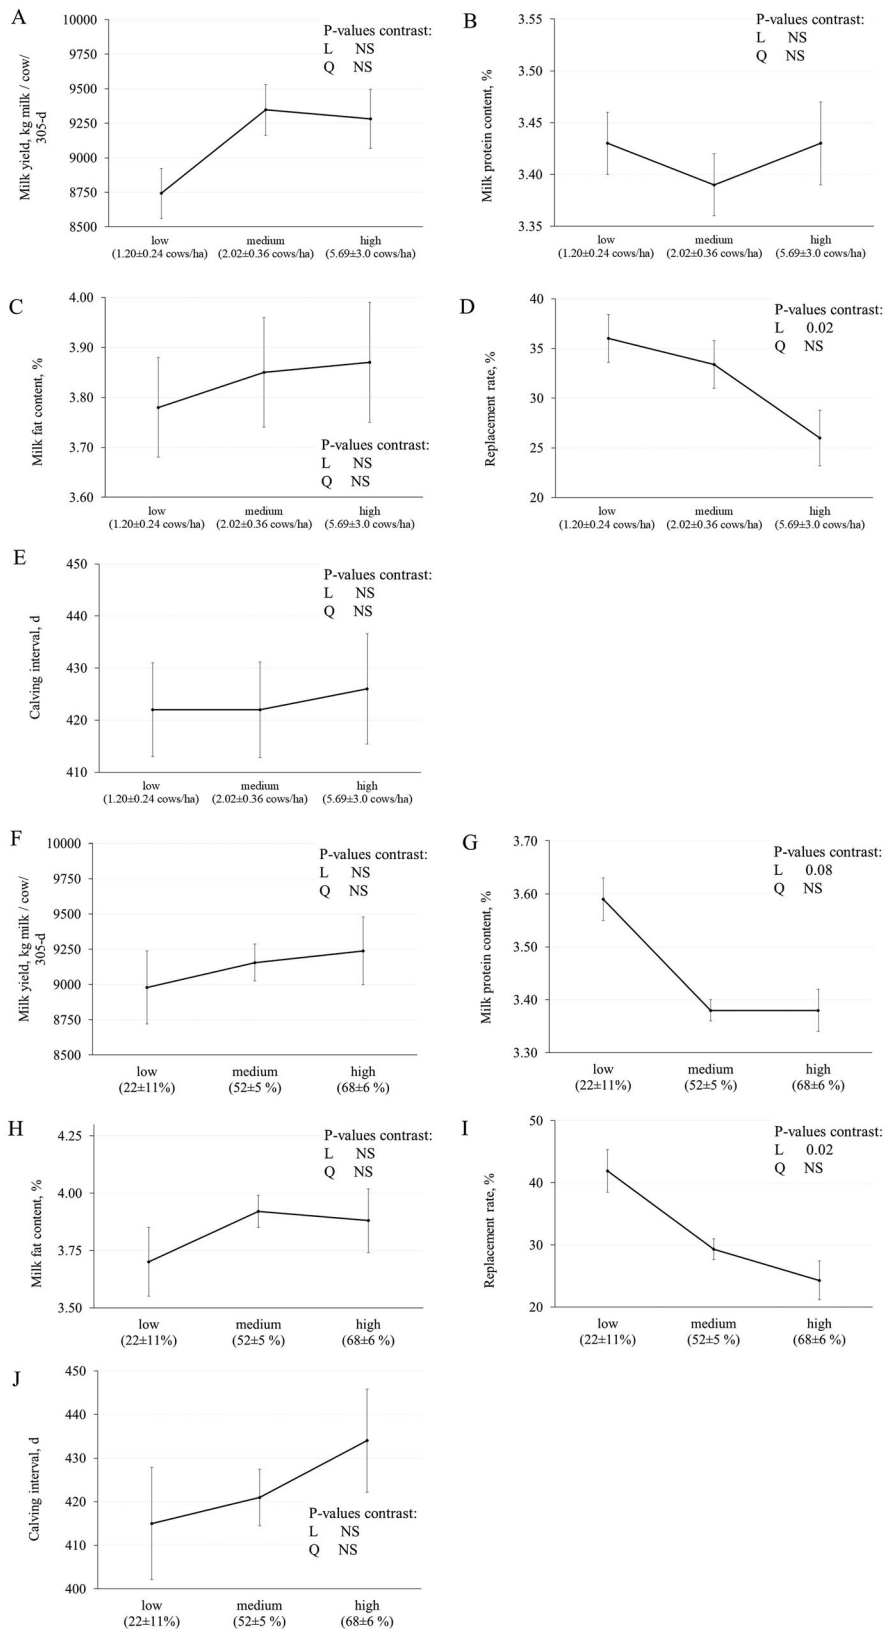 A
Milk yield, kg milk / cow/
305-d
10000
9750
9500
9250
9000
8750
8500
P-values contrast:
L NS
Q NS
low medium high
(1.20±0.24 cows/ha) (2.02±0.36 cows/ha) (5.69±3.0 cows/ha)
B
Milk protein content, %
3.55
3.50
3.45
3.40
3.35
P-values contrast:
L NS
Q NS
low medium high
(1.20±0.24 cows/ha) (2.02±0.36 cows/ha) (5.69±3.0 cows/ha)
C
Milk fat content, %
4.00
3.90
3.80
3.70
3.60
P-values contrast:
L NS
Q NS
low medium high
(1.20±0.24 cows/ha) (2.02±0.36 cows/ha) (5.69±3.0 cows/ha)
D
Replacement rate, %
40
35
30
25
20
P-values contrast:
L 0.02
Q NS
low medium high
(1.20±0.24 cows/ha) (2.02±0.36 cows/ha) (5.69±3.0 cows/ha)
E
Calving interval, d
450
440
430
420
410
P-values contrast:
L NS
Q NS
low medium high
(1.20±0.24 cows/ha) (2.02±0.36 cows/ha) (5.69±3.0 cows/ha)
F
Milk yield, kg milk / cow/
305-d
10000
9750
9500
9250
9000
8750
8500
P-values contrast:
L NS
Q NS
low medium high
(22±11%) (52±5 %) (68±6 %)
G
Milk protein content, %
3.70
3.60
3.50
3.40
3.30
P-values contrast:
L 0.08
Q NS
low medium high
(22±11%) (52±5 %) (68±6 %)
H
Milk fat content, %
4.25
4.00
3.75
3.50
P-values contrast:
L NS
Q NS
low medium high
(22±11%) (52±5 %) (68±6 %)
I
Replacement rate, %
50
40
30
20
P-values contrast:
L 0.02
Q NS
low medium high
(22±11%) (52±5 %) (68±6 %)
J
Calving interval, d
450
440
430
420
410
400
P-values contrast:
L NS
Q NS
low medium high
(22±11%) (52±5 %) (68±6 %)